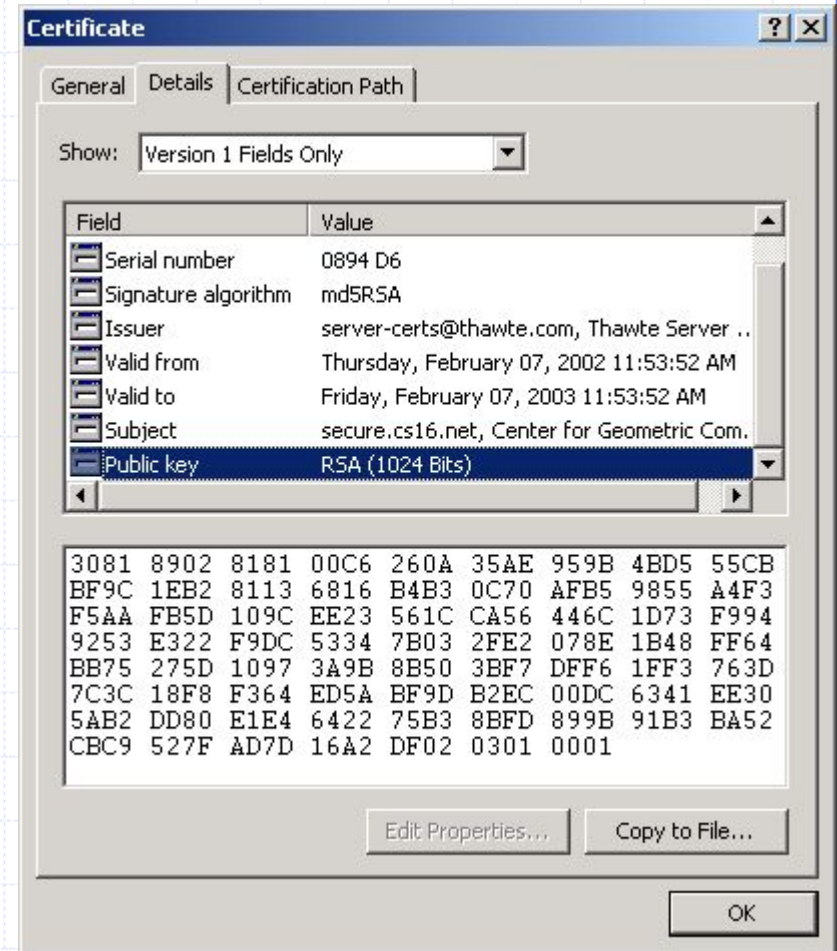 Certificate
General Details Certification Path
Show: Version 1 Fields Only
Field Value
Serial number 0894 D6
Signature algorithm md5RSA
Issuer server-certs@thawte.com, Thawte Server ..
Valid from Thursday, February 07, 2002 11:53:52 AM
Valid to Friday, February 07, 2003 11:53:52 AM
Subject secure.cs16.net, Center for Geometric Com.
Public key RSA (1024 Bits)
3081 8902 8181 00C6 260A 35AE 959B 4BD5 55CB
BF9C 1EB2 8113 6816 B4B3 0C70 AFB5 9855 A4F3
F5AA FB5D 109C EE23 561C CA56 446C 1D73 F994
9253 E322 F9DC 5334 7B03 2FE2 078E 1B48 FF64
BB75 275D 1097 3A9B 8B50 3BF7 DFF6 1FF3 763D
7C3C 18F8 F364 ED5A BF9D B2EC 00DC 6341 EE30
5AB2 DD80 E1E4 6422 75B3 8BFD 899B 91B3 BA52
CBC9 527F AD7D 16A2 DF02 0301 0001
Edit Properties... Copy to File...
OK